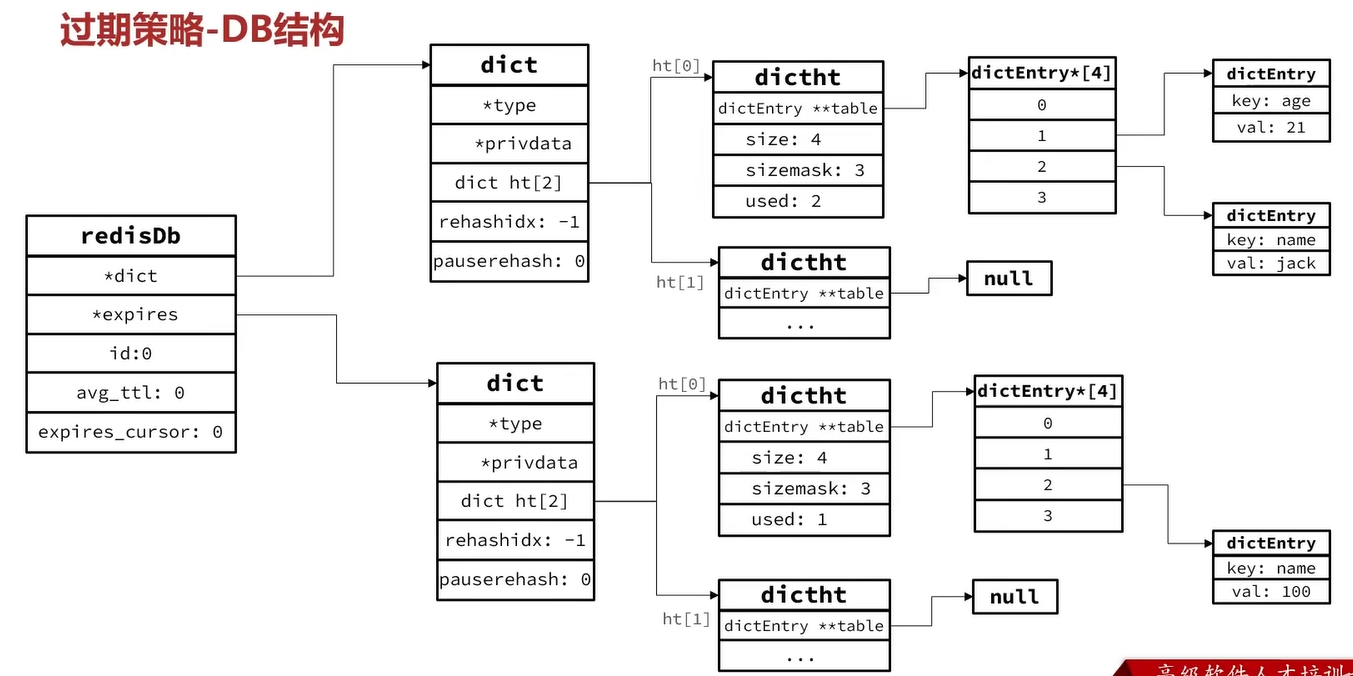 过期策略-DB结构
redisDb
*dict
*expires
id:0
avg_ttl: 0
expires_cursor: 0
dict
*type
*privdata
dict ht[2]
rehashidx: -1
pauserehash: 0
ht[0]
dictht
dictEntry **table
size: 4
sizemask: 3
used: 2
dictEntry*[4]
0
1
2
3
dictEntry
key: age
val: 21
dictEntry
key: name
val: jack
ht[1]
dictht
dictEntry **table
...
null
dict
*type
*privdata
dict ht[2]
rehashidx: -1
pauserehash: 0
ht[0]
dictht
dictEntry **table
size: 4
sizemask: 3
used: 1
dictEntry*[4]
0
1
2
3
dictEntry
key: name
val: 100
ht[1]
dictht
dictEntry **table
...
null
高级软件人才培训